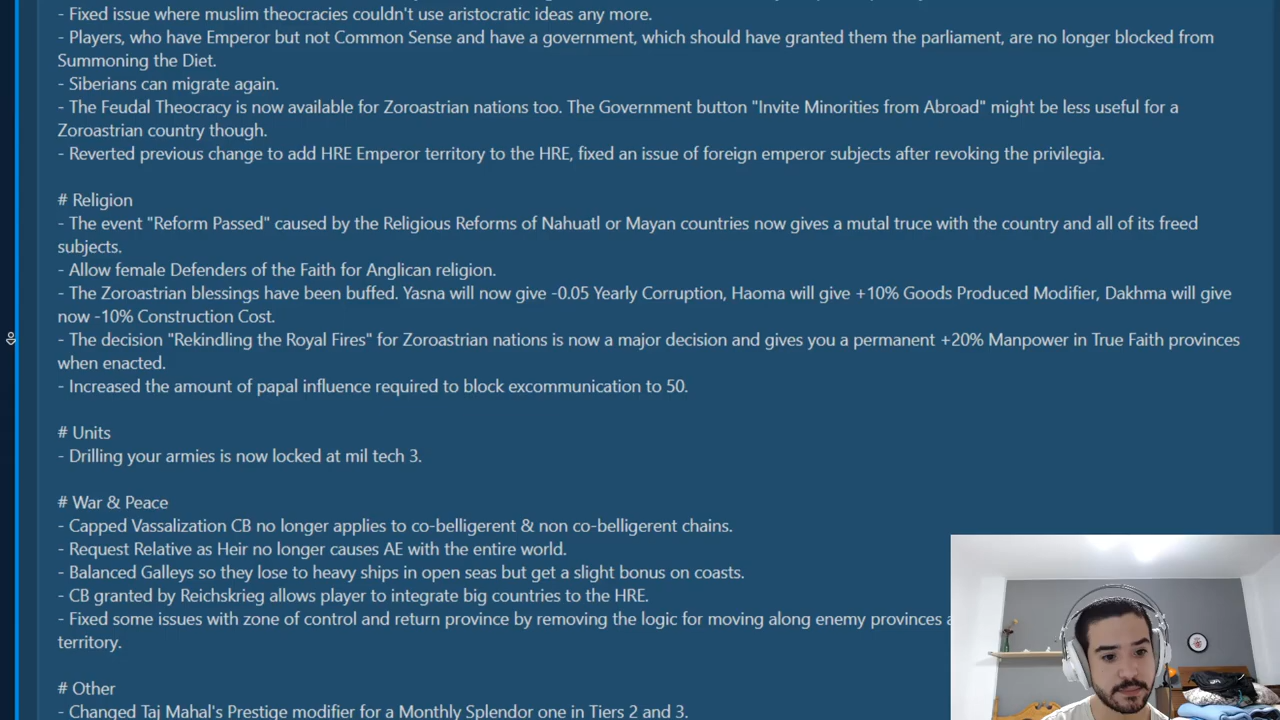 - Fixed issue where muslim theocracies couldn't use aristocratic ideas any more.
- Players, who have Emperor but not Common Sense and have a government, which should have granted them the parliament, are no longer blocked from
Summoning the Diet.
- Siberians can migrate again.
- The Feudal Theocracy is now available for Zoroastrian nations too. The Government button "Invite Minorities from Abroad" might be less useful for a
Zoroastrian country though.
- Reverted previous change to add HRE Emperor territory to the HRE, fixed an issue of foreign emperor subjects after revoking the privilegia.
# Religion
- The event "Reform Passed" caused by the Religious Reforms of Nahuatl or Mayan countries now gives a mutal truce with the country and all of its freed
subjects.
- Allow female Defenders of the Faith for Anglican religion.
- The Zoroastrian blessings have been buffed. Yasna will now give -0.05 Yearly Corruption, Haoma will give +10% Goods Produced Modifier, Dakhma will give
now -10% Construction Cost.
- The decision "Rekindling the Royal Fires" for Zoroastrian nations is now a major decision and gives you a permanent +20% Manpower in True Faith provinces
when enacted.
- Increased the amount of papal influence required to block excommunication to 50.
# Units
- Drilling your armies is now locked at mil tech 3.
# War & Peace
- Capped Vassalization CB no longer applies to co-belligerent & non co-belligerent chains.
- Request Relative as Heir no longer causes AE with the entire world.
- Balanced Galleys so they lose to heavy ships in open seas but get a slight bonus on coasts.
- CB granted by Reichskrieg allows player to integrate big countries to the HRE.
- Fixed some issues with zone of control and return province by removing the logic for moving along enemy provinces
territory.
# Other
- Changed Taj Mahal's Prestige modifier for a Monthly Splendor one in Tiers 2 and 3.